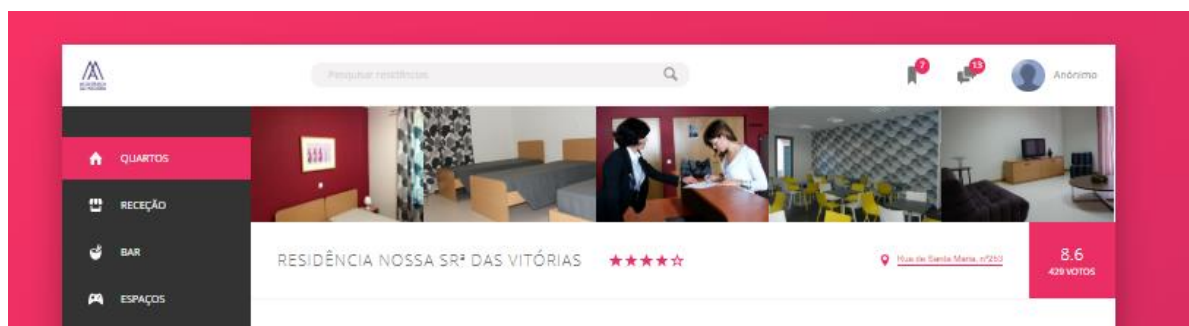 Pesquisar residências
7
13
Anónimo
QUARTOS
RECEÇÃO
BAR
ESPAÇOS
RESIDÊNCIA NOSSA SRª DAS VITÓRIAS
Rua de Santa Maria, nº250
8.6
429 VOTOS